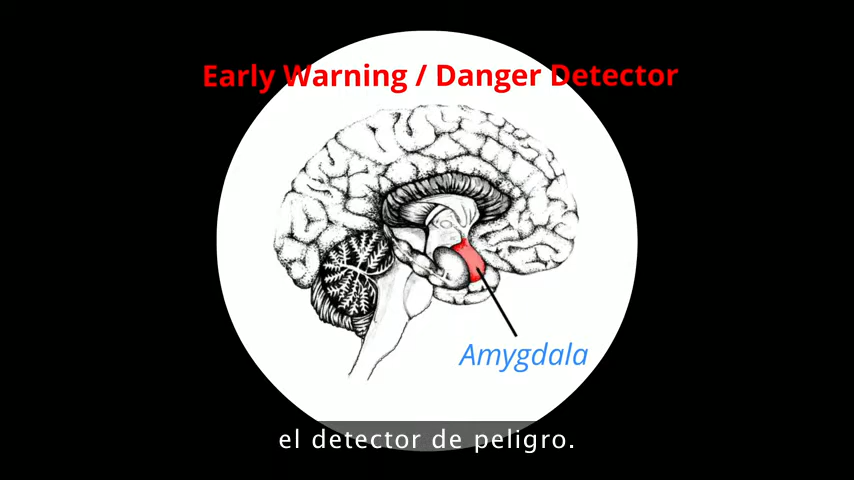 Early Warning / Danger Detector
Amygdala
el detector de peligro.